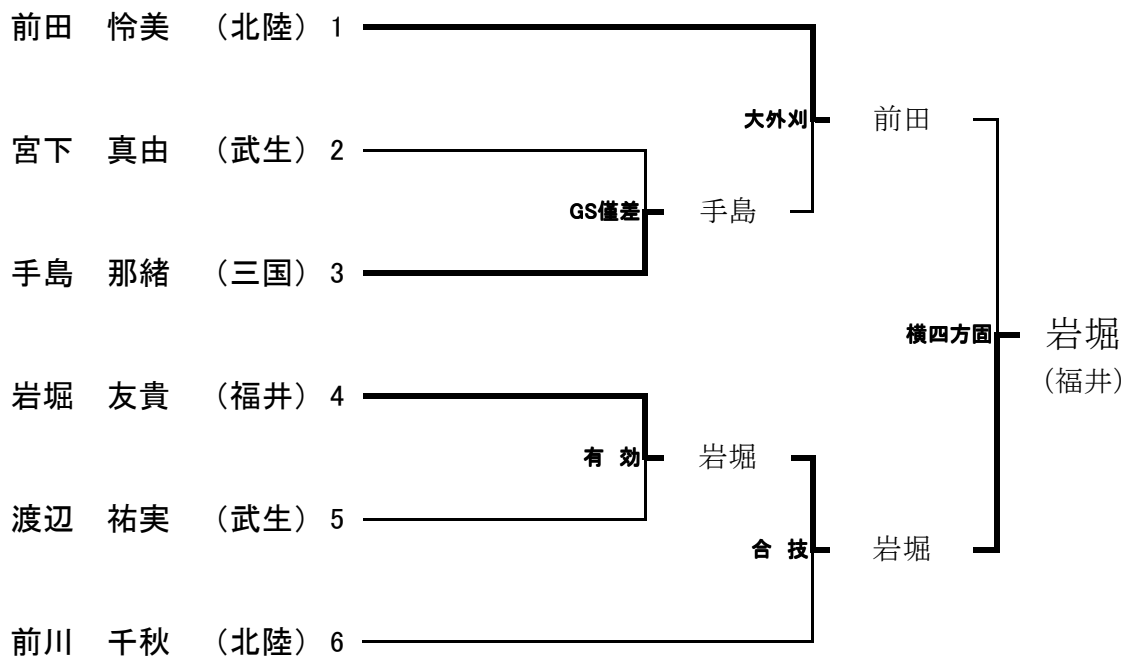 前田　怜美　（北陸）1
大外刈　前田
宮下　真由　（武生）2
GS僅差　手島
手島　那緒　（三国）3
横四方固　岩堀
（福井）
岩堀　友貴　（福井）4
有 効　岩堀
渡辺　祐実　（武生）5
合 技　岩堀
前川　千秋　（北陸）6